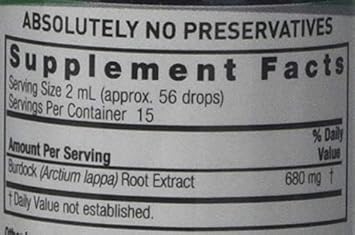 ABSOLUTELY NO PRESERVATIVES
Supplement Facts
Serving Size 2 mL (approx. 56 drops)
Servings Per Container 15
% Daily
Amount Per Serving Value
Burdock (Arctium lappa) Root Extract 680 mg †
† Daily Value not established.